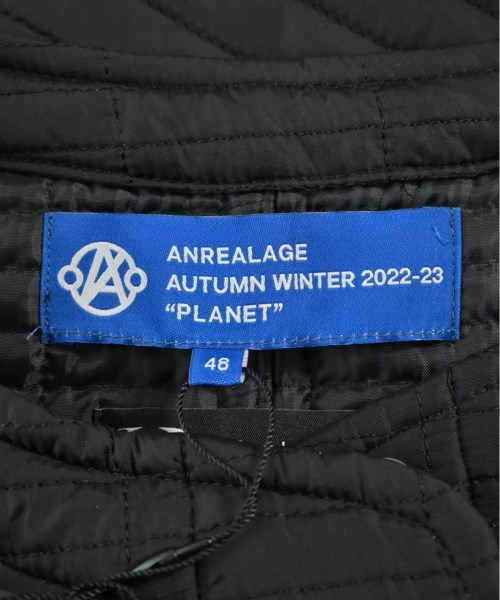 ANREALAGE
AUTUMN WINTER 2022-23
“PLANET”
48